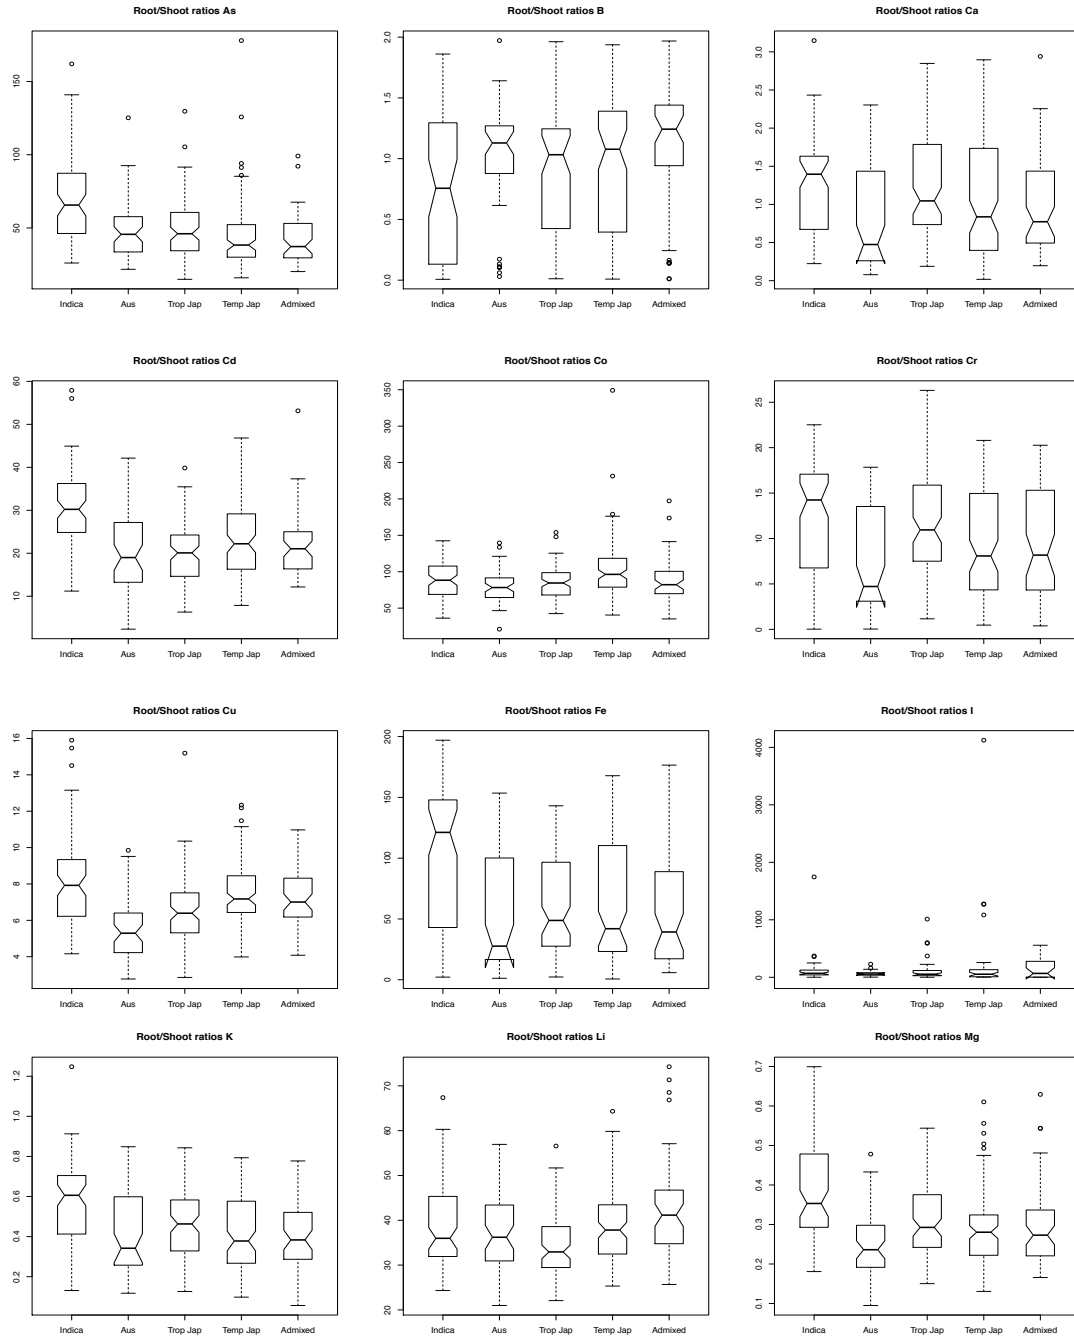 Root/Shoot ratios As
50
100
150
Indica
Aus
Trop Jap
Temp Jap
Admixed
Root/Shoot ratios B
0.0
0.5
1.0
1.5
2.0
Indica
Aus
Trop Jap
Temp Jap
Admixed
Root/Shoot ratios Ca
0.0
0.5
1.0
1.5
2.0
2.5
3.0
Indica
Aus
Trop Jap
Temp Jap
Admixed
Root/Shoot ratios Cd
10
20
30
40
50
60
Indica
Aus
Trop Jap
Temp Jap
Admixed
Root/Shoot ratios Co
50
100
150
200
250
300
350
Indica
Aus
Trop Jap
Temp Jap
Admixed
Root/Shoot ratios Cr
0
5
10
15
20
25
Indica
Aus
Trop Jap
Temp Jap
Admixed
Root/Shoot ratios Cu
4
6
8
10
12
14
16
Indica
Aus
Trop Jap
Temp Jap
Admixed
Root/Shoot ratios Fe
0
50
100
150
200
Indica
Aus
Trop Jap
Temp Jap
Admixed
Root/Shoot ratios I
0
1000
2000
3000
4000
Indica
Aus
Trop Jap
Temp Jap
Admixed
Root/Shoot ratios K
0.2
0.4
0.6
0.8
1.0
1.2
Indica
Aus
Trop Jap
Temp Jap
Admixed
Root/Shoot ratios Li
20
30
40
50
60
70
Indica
Aus
Trop Jap
Temp Jap
Admixed
Root/Shoot ratios Mg
0.1
0.2
0.3
0.4
0.5
0.6
0.7
Indica
Aus
Trop Jap
Temp Jap
Admixed